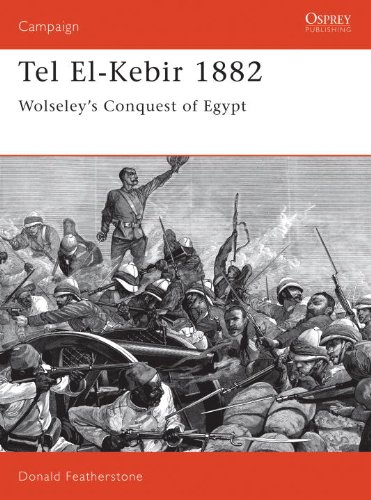 Campaign
OSPREY
PUBLISHING
Tel El-Kebir 1882
Wolseley's Conquest of Egypt
Donald Featherstone